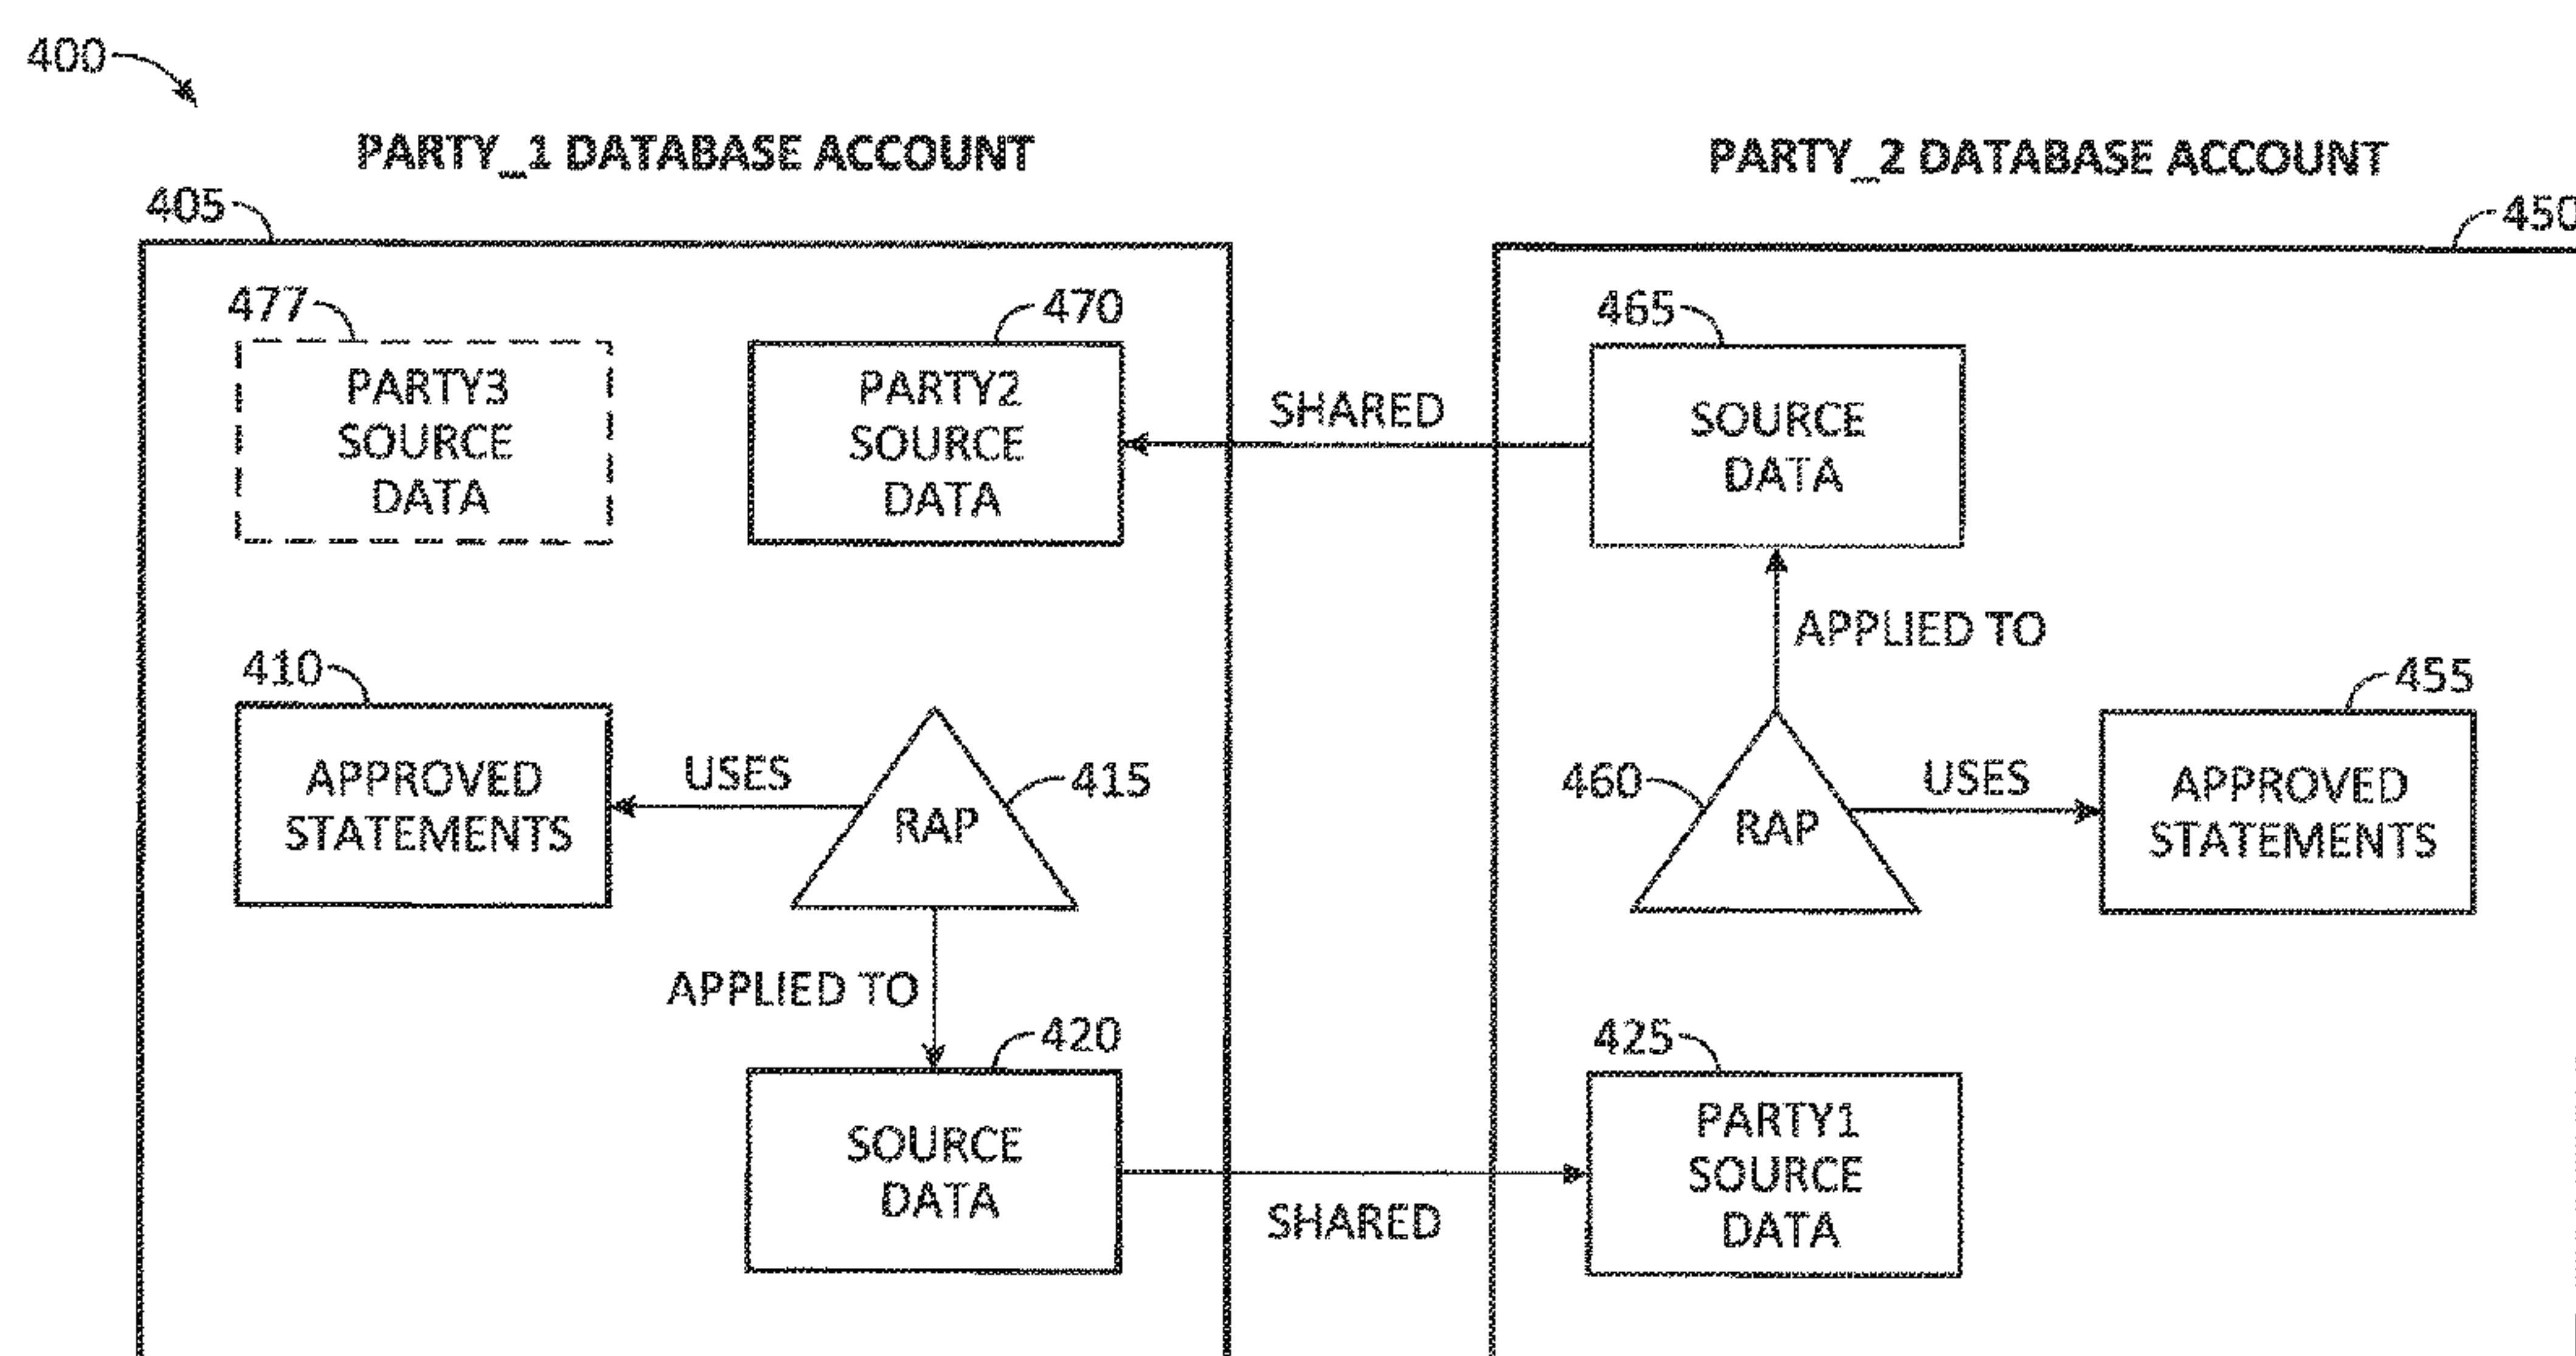 400
PARTY_1 DATABASE ACCOUNT
PARTY_2 DATABASE ACCOUNT
405
450
477
470
465
PARTY3
SOURCE
DATA
PARTY2
SOURCE
DATA
SHARED
SOURCE
DATA
APPLIED TO
410
455
APPROVED
STATEMENTS
USES
RAP
415
460
RAP
USES
APPROVED
STATEMENTS
APPLIED TO
420
425
SOURCE
DATA
SHARED
PARTY1
SOURCE
DATA